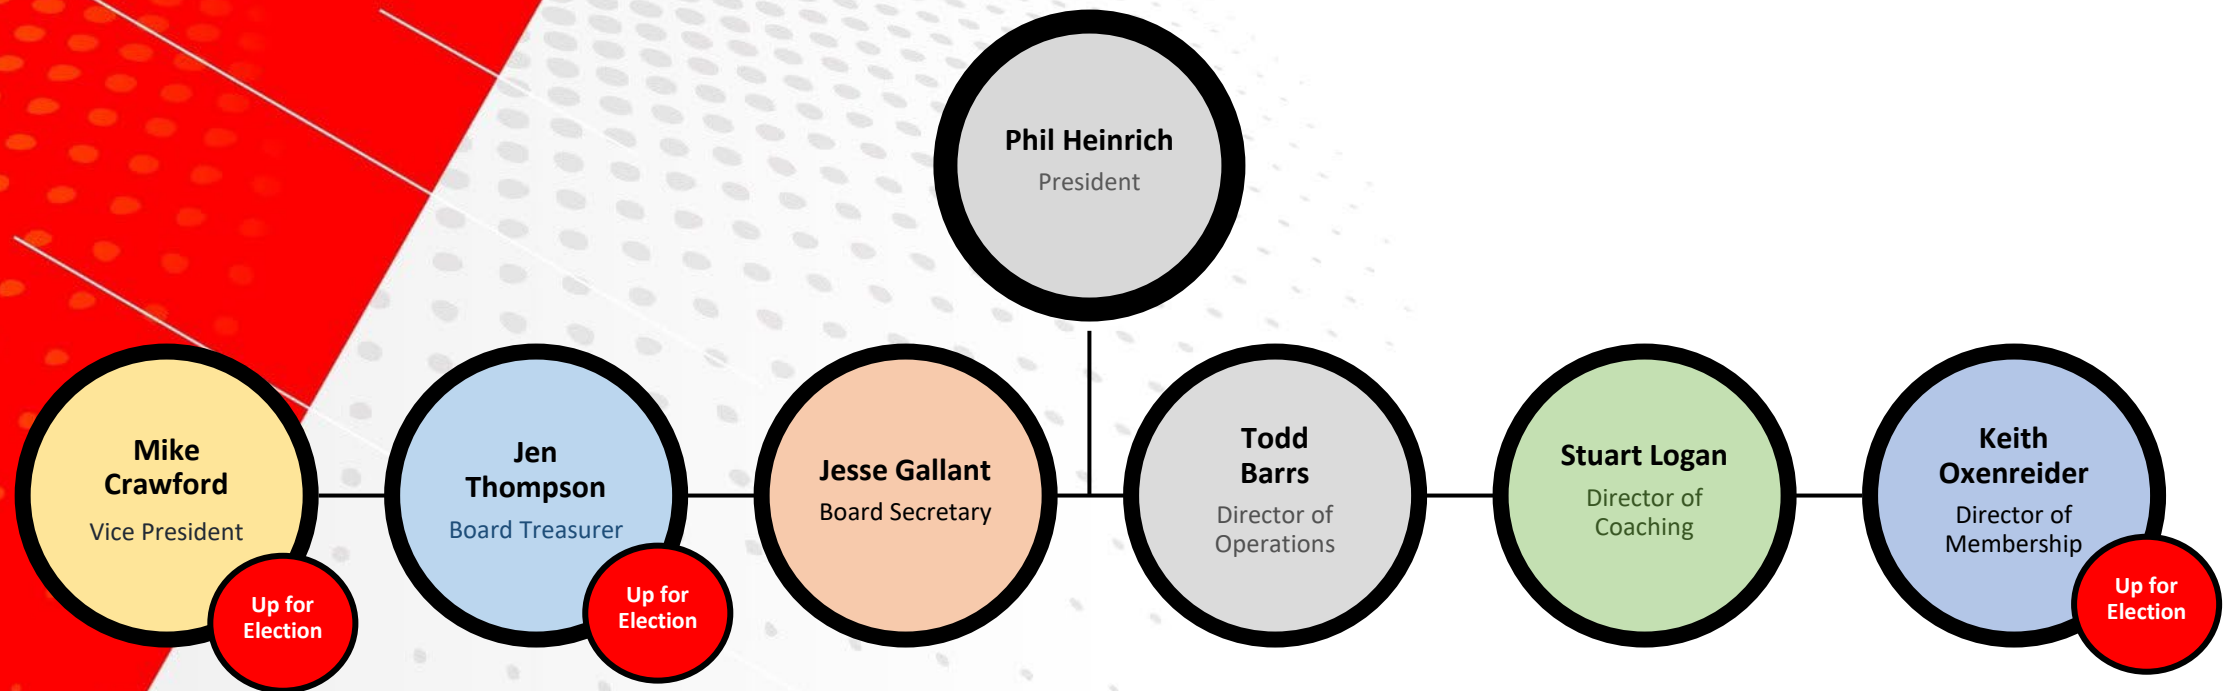 Phil Heinrich
President
Mike
Crawford
Vice President
Up for
Election
Jen
Thompson
Board Treasurer
Up for
Election
Jesse Gallant
Board Secretary
Todd
Barrs
Director of
Operations
Stuart Logan
Director of
Coaching
Keith
Oxenreider
Director of
Membership
Up for
Election